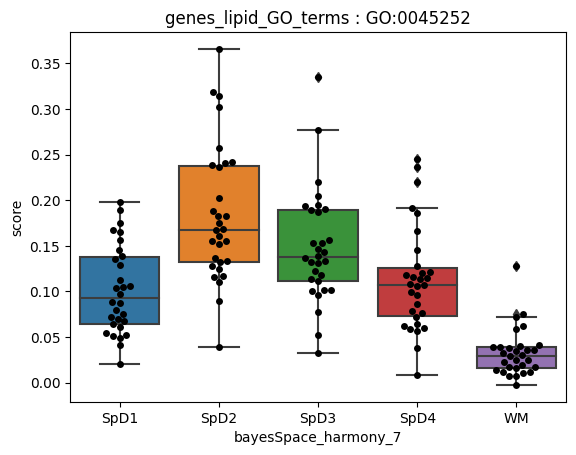 genes_lipid_GO_terms : GO:0045252
0.35
0.30
0.25
0.20
0.15
0.10
0.05
0.00
score
SpD1 SpD2 SpD3 SpD4 WM
bayesSpace_harmony_7